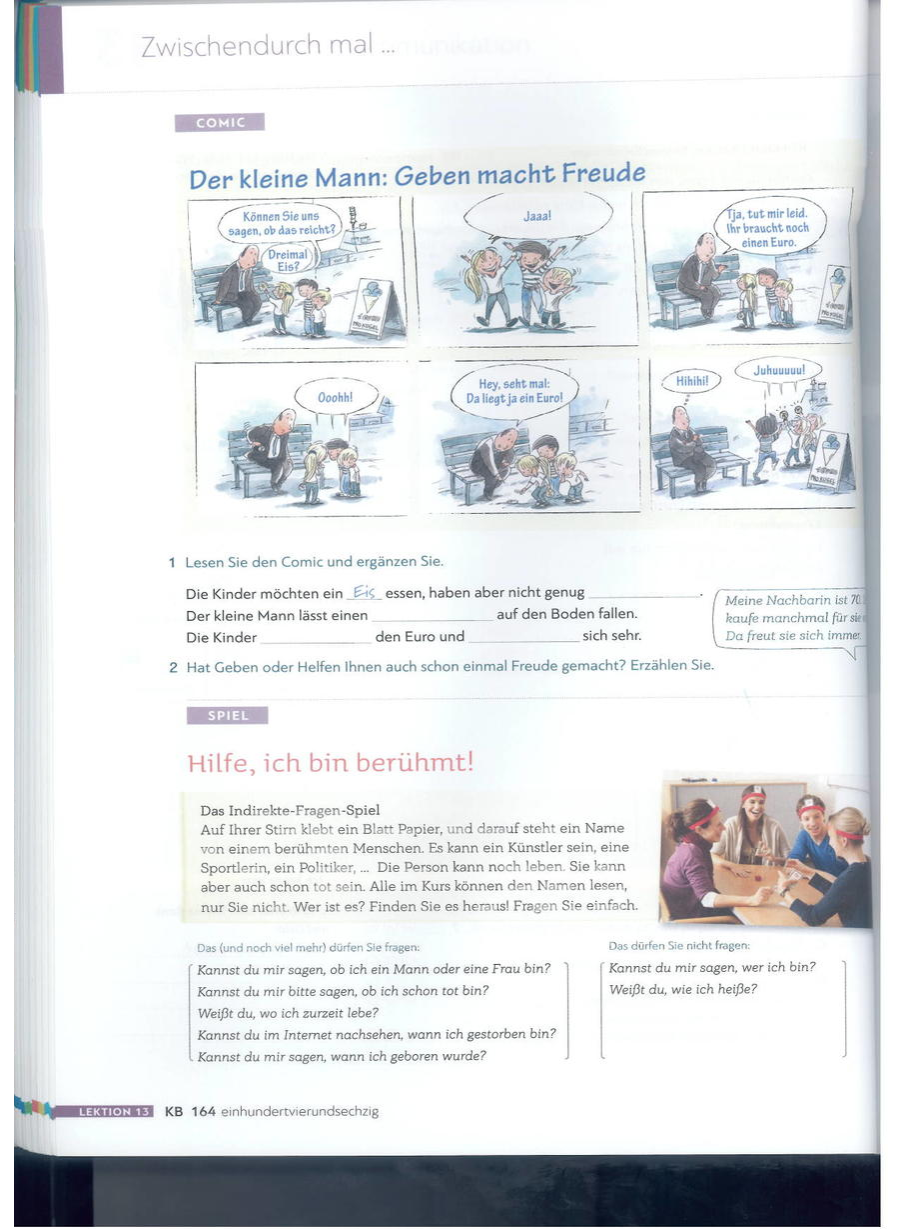 Zwischendurch mal ...
COMIC
Der kleine Mann: Geben macht Freude
Können Sie uns
sagen, ob das reicht?
Dreimal
Eis?
Jaaa!
Tja, tut mir leid.
Ihr braucht noch
einen Euro.
Ooohh!
Hey, seht mal:
Da liegt ja ein Euro!
Hihihi!
Juhuuuuu!
1 Lesen Sie den Comic und ergänzen Sie.
Die Kinder möchten ein Eis essen, haben aber nicht genug ______.
Der kleine Mann lässt einen ______ auf den Boden fallen.
Die Kinder ______ den Euro und ______ sich sehr.
Meine Nachbarin ist 70.
kaufe manchmal für sie
Da freut sie sich immer
2 Hat Geben oder Helfen Ihnen auch schon einmal Freude gemacht? Erzählen Sie.
SPIEL
Hilfe, ich bin berühmt!
Das Indirekte-Fragen-Spiel
Auf Ihrer Stirn klebt ein Blatt Papier, und darauf steht ein Name
von einem berühmten Menschen. Es kann ein Künstler sein, eine
Sportlerin, ein Politiker, ... Die Person kann noch leben. Sie kann
aber auch schon tot sein. Alle im Kurs können den Namen lesen,
nur Sie nicht. Wer ist es? Finden Sie es heraus! Fragen Sie einfach.
Das (und noch viel mehr) dürfen Sie fragen:
Kannst du mir sagen, ob ich ein Mann oder eine Frau bin?
Kannst du mir bitte sagen, ob ich schon tot bin?
Weißt du, wo ich zurzeit lebe?
Kannst du im Internet nachsehen, wann ich gestorben bin?
Kannst du mir sagen, wann ich geboren wurde?
Das dürfen Sie nicht fragen:
Kannst du mir sagen, wer ich bin?
Weißt du, wie ich heiße?
LEKTION 13 KB 164 einhundertvierundsechzig